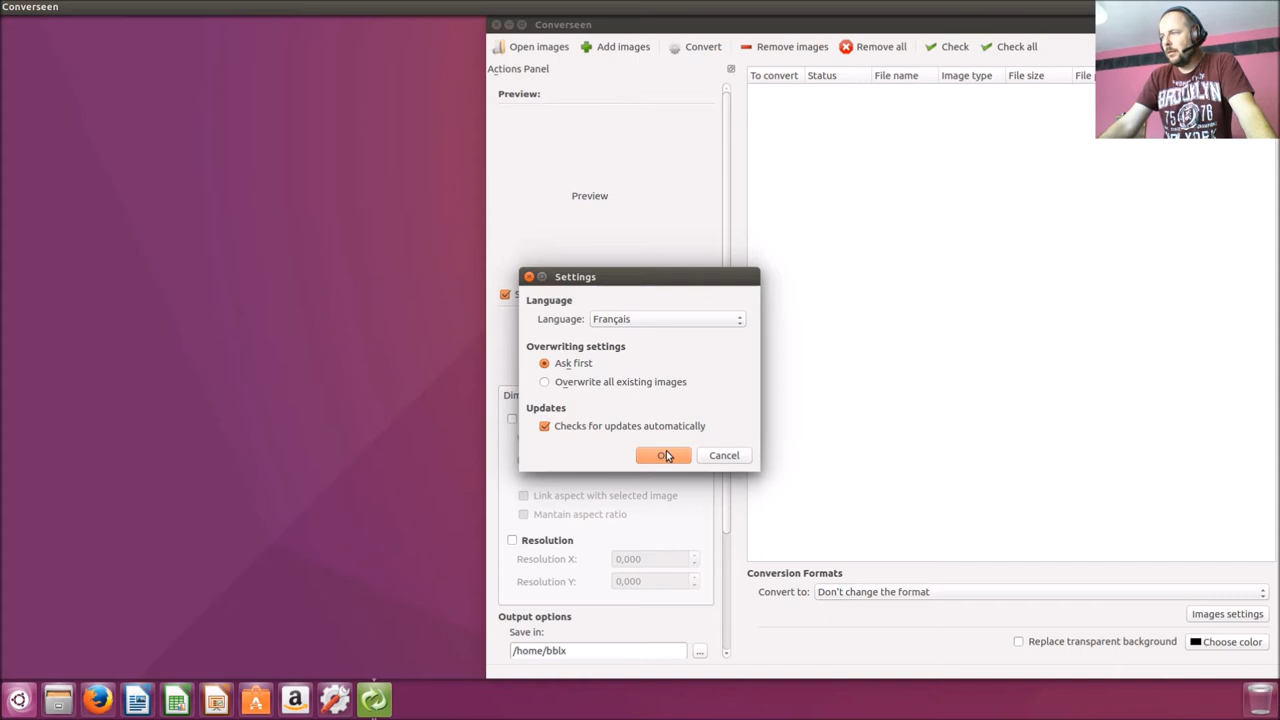 Converseen
Converseen
Open images Add images Convert Remove images Remove all Check Check all
Actions Panel
To convert Status File name Image type File size
Preview:
Preview
Settings
Language
Language: Français
Overwriting settings
Ask first
Overwrite all existing images
Updates
Checks for updates automatically
Cancel
Link aspect with selected image
Mantain aspect ratio
Resolution
Resolution X: 0,000
Resolution Y: 0,000
Output options
Save in:
/home/bblx ...
Conversion Formats
Convert to: Don't change the format
Images settings
Replace transparent background Choose color
BROOKLYN
75 76